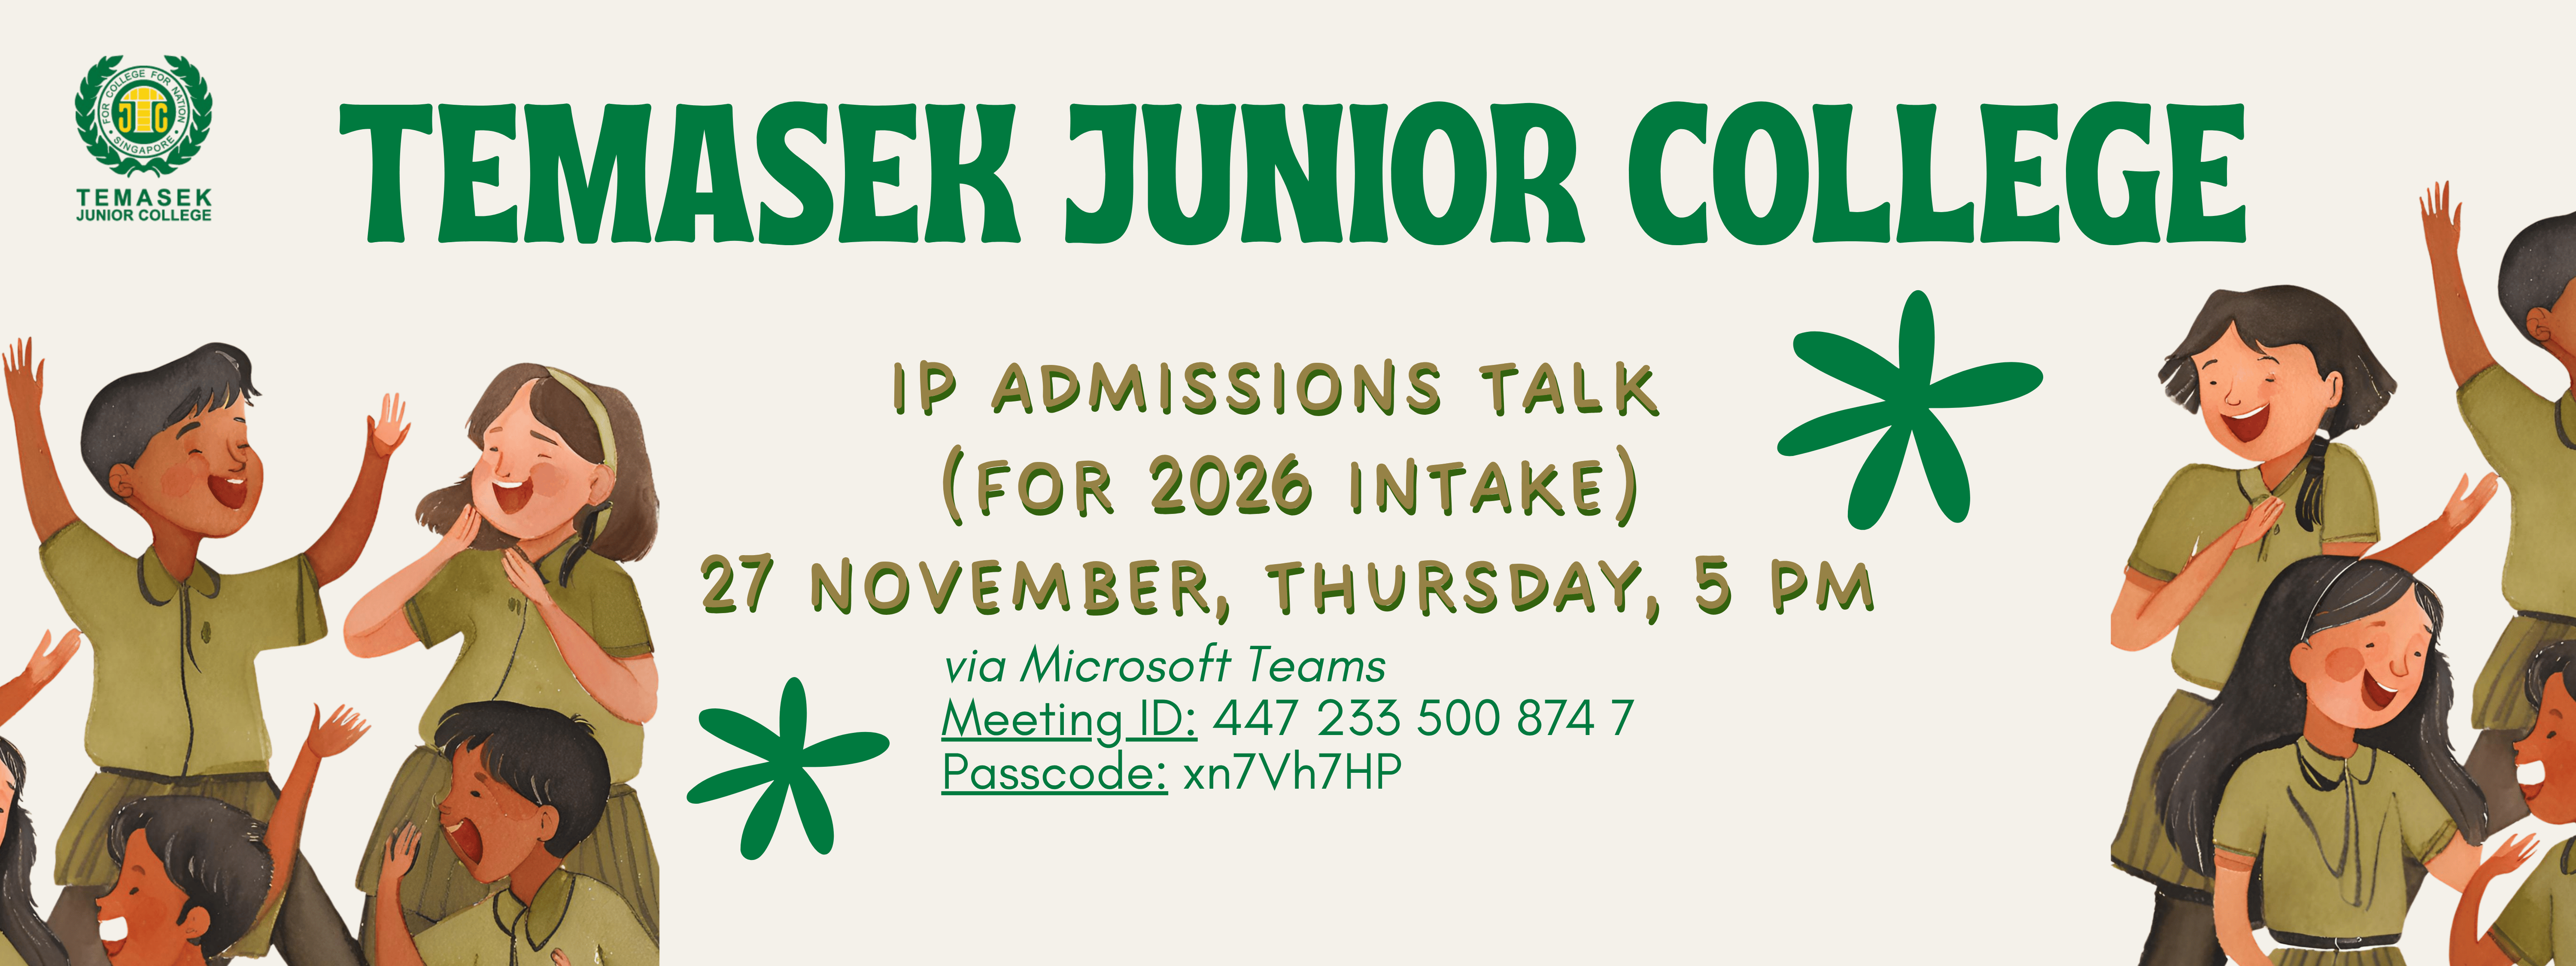 FOR COLLEGE FOR NATION
JTC
• SINGAPORE •
TEMASEK
JUNIOR COLLEGE
TEMASEK JUNIOR COLLEGE
IP ADMISSIONS TALK
(FOR 2026 INTAKE)
27 NOVEMBER, THURSDAY, 5 PM
via Microsoft Teams
Meeting ID: 447 233 500 874 7
Passcode: xn7Vh7HP